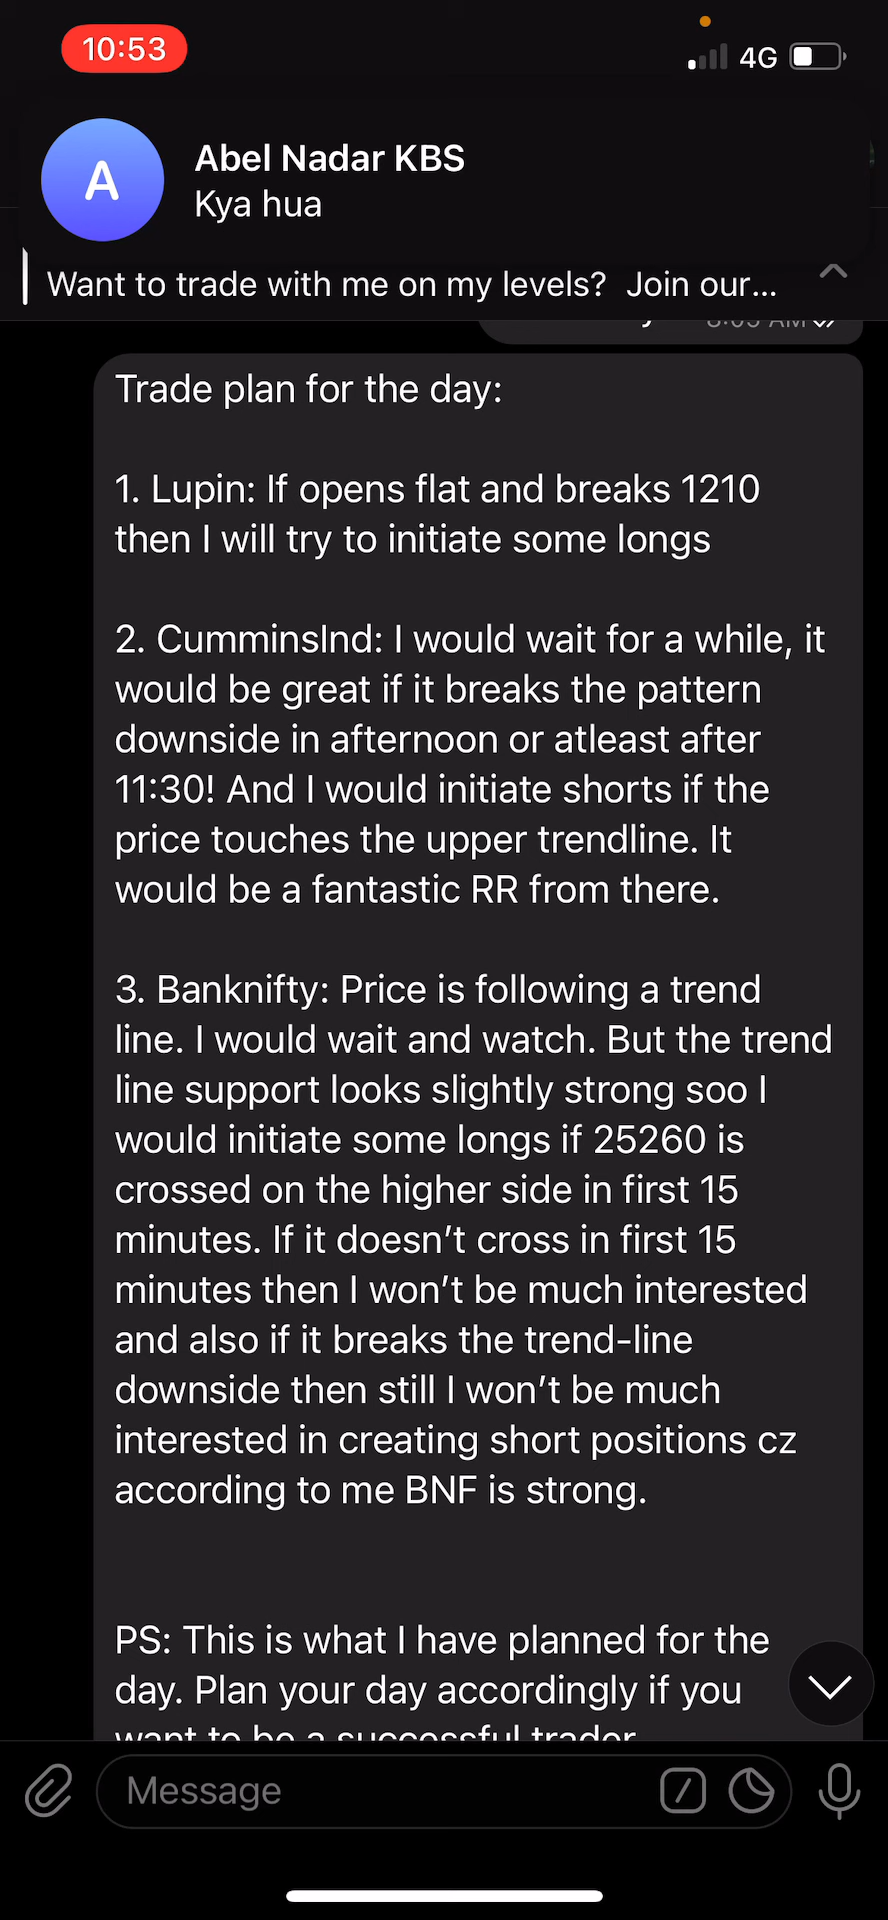 10:53
4G
A
Abel Nadar KBS
Kya hua
Want to trade with me on my levels?  Join our...
Trade plan for the day:
1. Lupin: If opens flat and breaks 1210
then I will try to initiate some longs
2. CumminsInd: I would wait for a while, it
would be great if it breaks the pattern
downside in afternoon or atleast after
11:30! And I would initiate shorts if the
price touches the upper trendline. It
would be a fantastic RR from there.
3. Banknifty: Price is following a trend
line. I would wait and watch. But the trend
line support looks slightly strong soo I
would initiate some longs if 25260 is
crossed on the higher side in first 15
minutes. If it doesn't cross in first 15
minutes then I won't be much interested
and also if it breaks the trend-line
downside then still I won't be much
interested in creating short positions cz
according to me BNF is strong.
PS: This is what I have planned for the
day. Plan your day accordingly if you
want to be a successful trader
Message